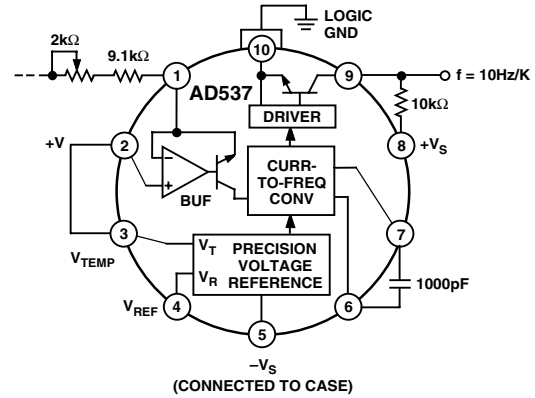 LOGIC
GND
2kΩ
9.1kΩ
10
1
9
f = 10Hz/K
AD537
10kΩ
DRIVER
+V
2
8
+VS
–
+
BUF
CURR-
TO-FREQ
CONV
3
7
VTEMP
VT
PRECISION
VOLTAGE
REFERENCE
VR
1000pF
VREF
4
6
5
–VS
(CONNECTED TO CASE)